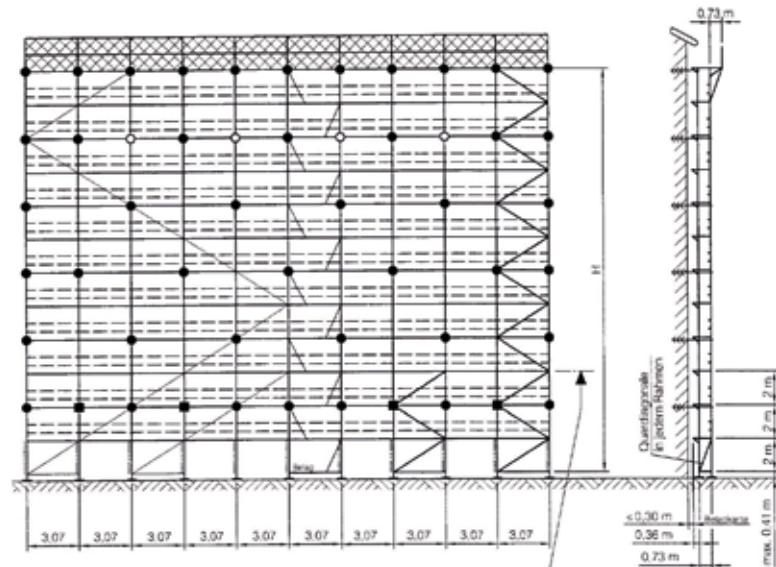 0,73 m
H
Querdiagonale
in jedem Rahmen
2 m
2 m
2 m
max. 0.41 m
Belag
<0,30 m
0,36 m
0,73 m
3,07 3,07 3,07 3,07 3,07 3,07 3,07 3,07 3,07 3,07